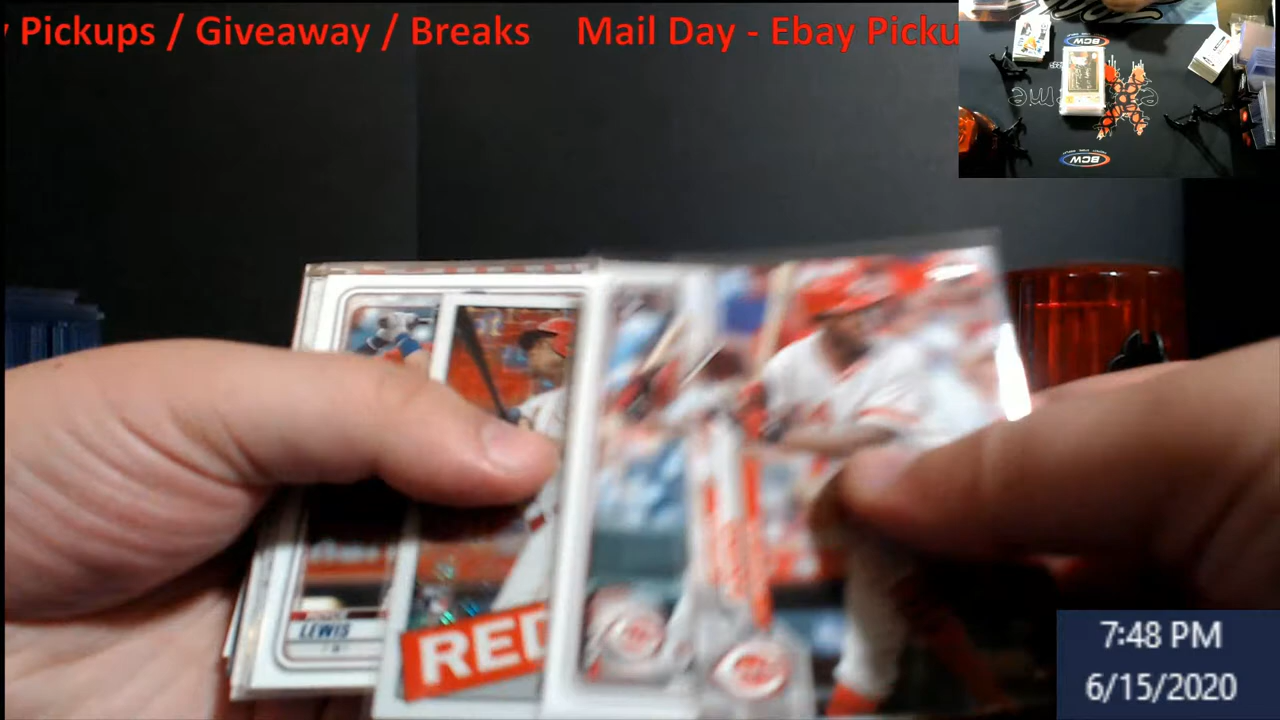 Pickups / Giveaway / Breaks Mail Day - Ebay Picku
BCW
BCW
LEWIS
RED
7:48 PM
6/15/2020